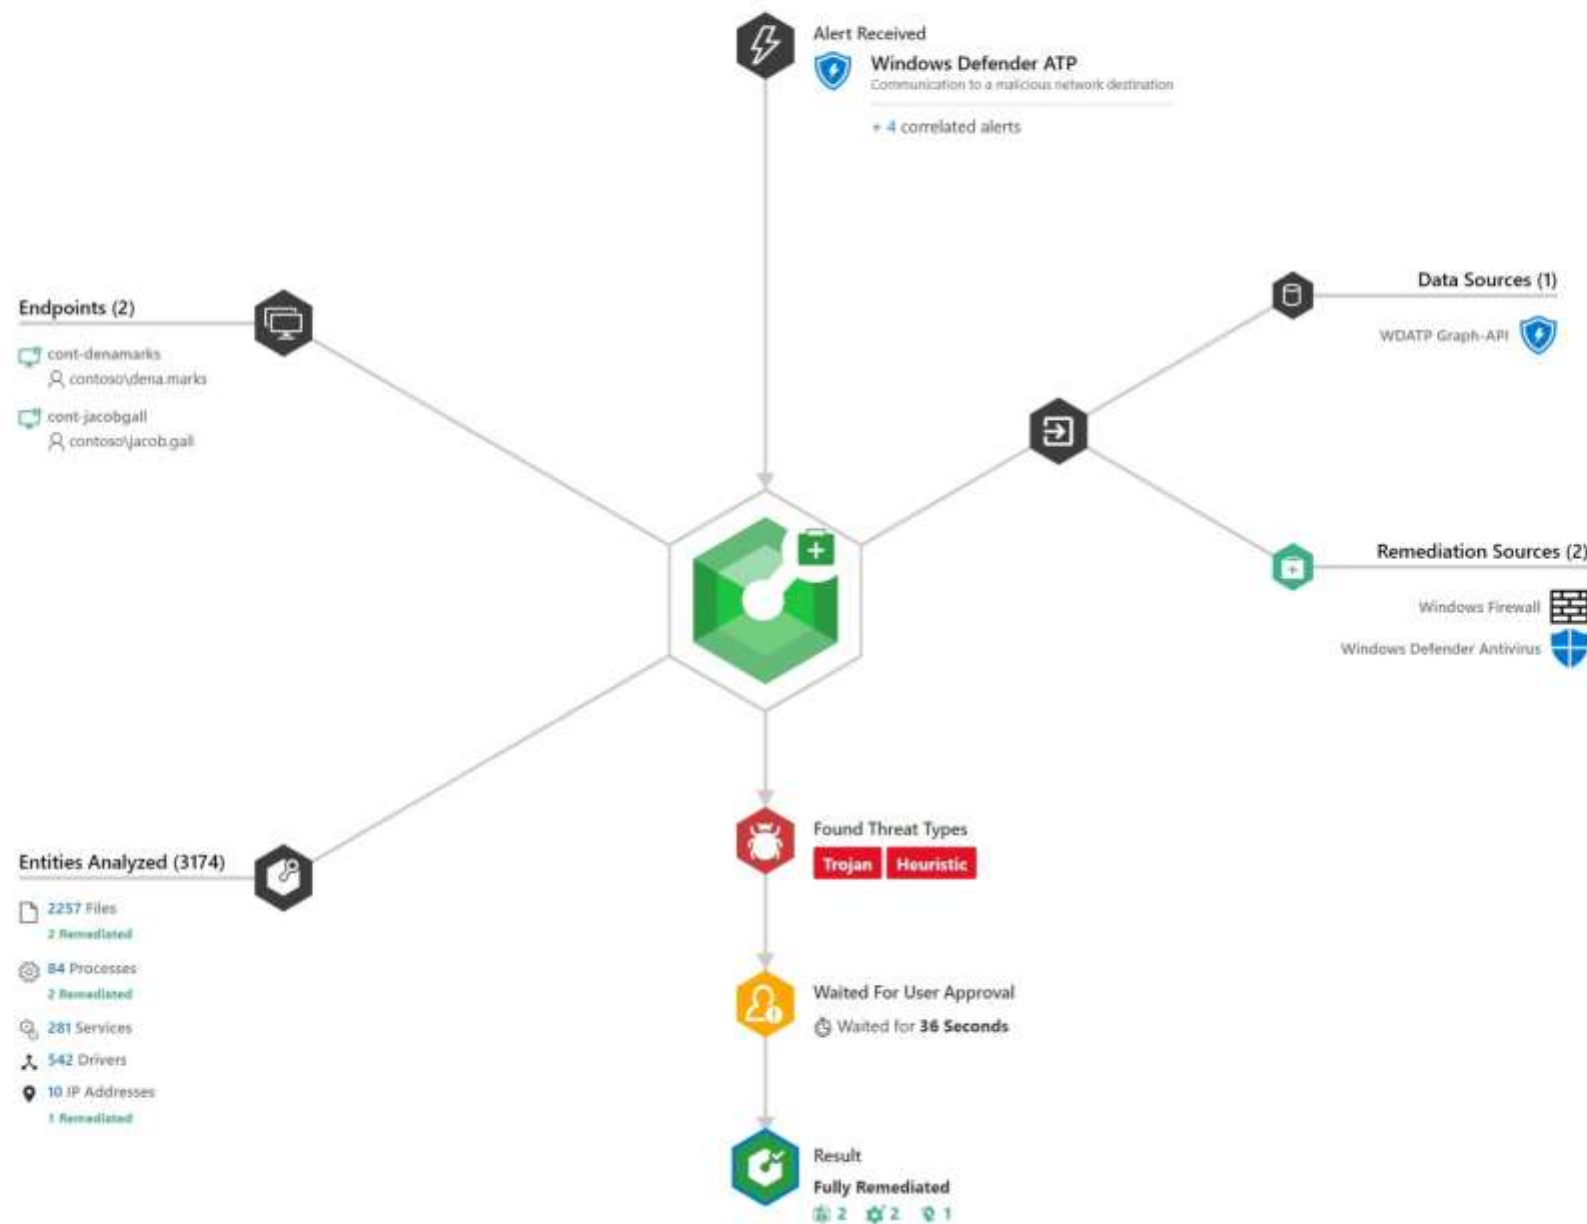 Alert Received
Windows Defender ATP
Communication to a malicious network destination
+ 4 correlated alerts
Endpoints (2)
cont-denamarks
contoso\dena.marks
cont-jacobgall
contoso\jacob.gall
Data Sources (1)
WDATP Graph-API
Remediation Sources (2)
Windows Firewall
Windows Defender Antivirus
Entities Analyzed (3174)
2257 Files
2 Remediated
84 Processes
2 Remediated
281 Services
542 Drivers
10 IP Addresses
1 Remediated
Found Threat Types
Trojan Heuristic
Waited For User Approval
Waited for 36 Seconds
Result
Fully Remediated
2 2 1